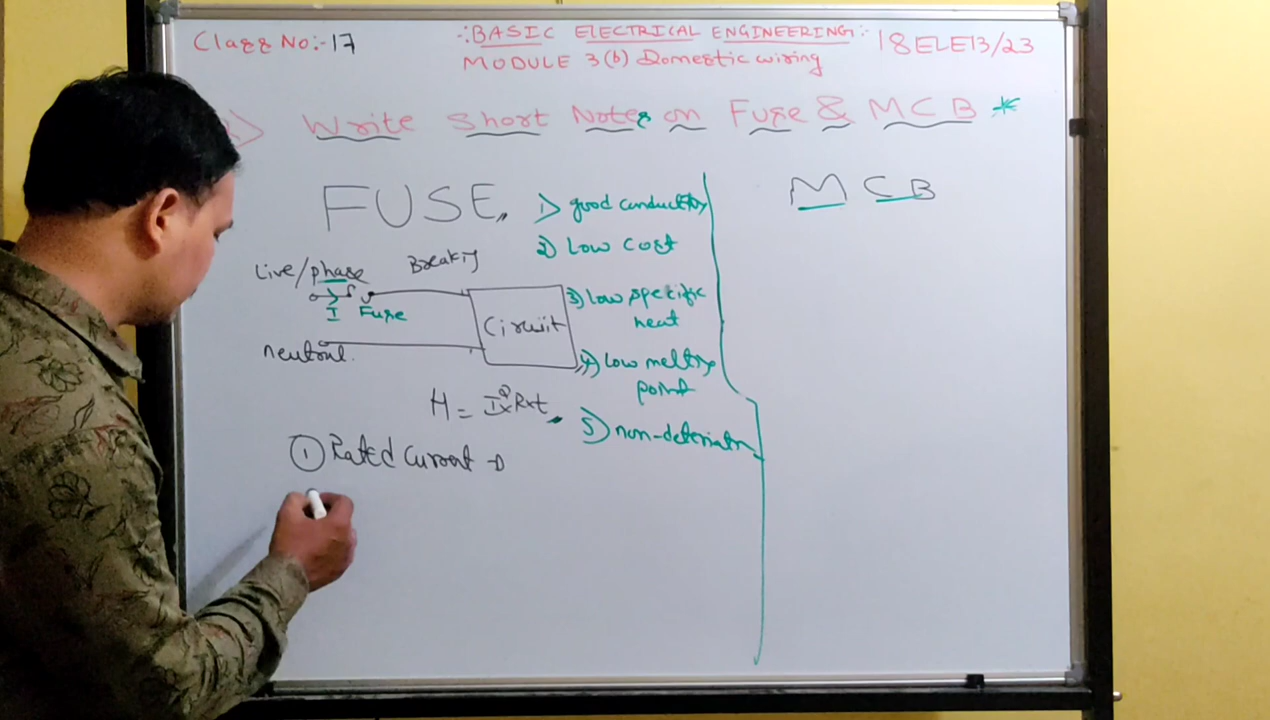 Class No:- 17
:BASIC ELECTRICAL ENGINEERING:-
18ELE13/23
MODULE 3(b) Domestic wiring
Write Short Notes on Fuse & MCB *
FUSE
MCB
1) good conductivity
2) Low cost
3) Low specific
heat
4) Low melting
point
5) non-deterioratn
Live/phase
Breaking
I Fuse
Circuit
neutral.
H = I²xRxt
① Rated current →